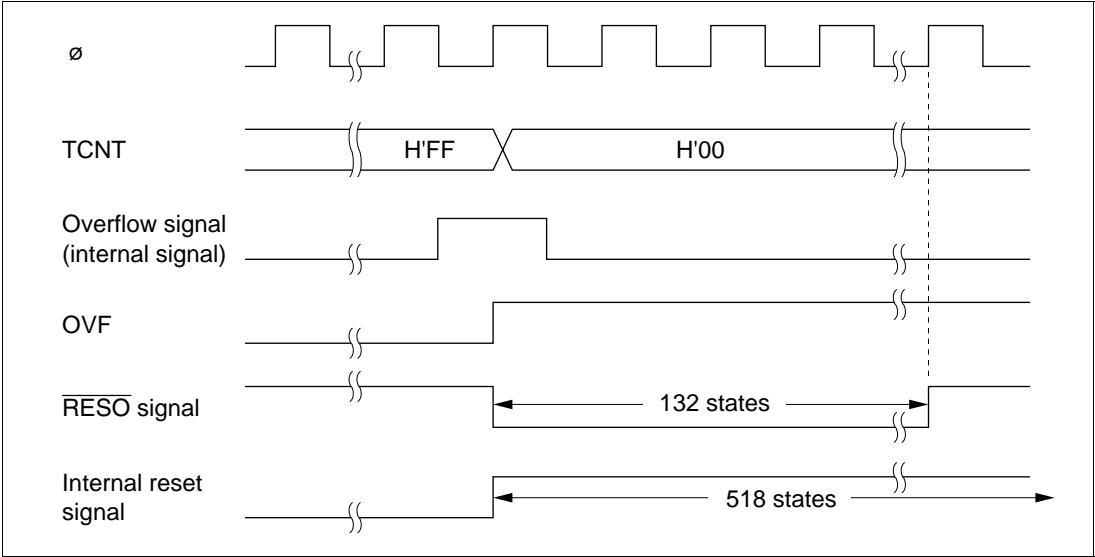 ø
TCNT
H'FF
H'00
Overflow signal
(internal signal)
OVF
RESO signal
132 states
Internal reset
signal
518 states